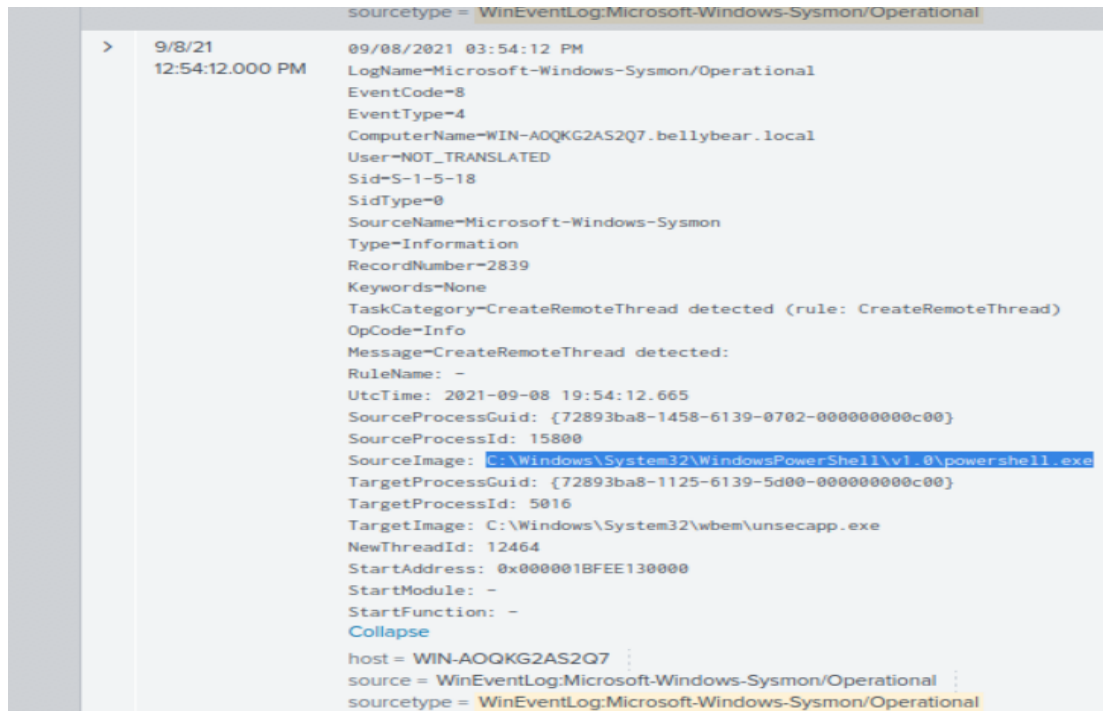 sourcetype = WinEventLog:Microsoft-Windows-Sysmon/Operational
> 9/8/21 09/08/2021 03:54:12 PM
12:54:12.000 PM LogName=Microsoft-Windows-Sysmon/Operational
EventCode=8
EventType=4
ComputerName=WIN-AOQKG2AS2Q7.bellybear.local
User=NOT_TRANSLATED
Sid=S-1-5-18
SidType=0
SourceName=Microsoft-Windows-Sysmon
Type=Information
RecordNumber=2839
Keywords=None
TaskCategory=CreateRemoteThread detected (rule: CreateRemoteThread)
OpCode=Info
Message=CreateRemoteThread detected:
RuleName: -
UtcTime: 2021-09-08 19:54:12.665
SourceProcessGuid: {72893ba8-1458-6139-0702-000000000c00}
SourceProcessId: 15800
SourceImage: C:\Windows\System32\WindowsPowerShell\v1.0\powershell.exe
TargetProcessGuid: {72893ba8-1125-6139-5d00-000000000c00}
TargetProcessId: 5016
TargetImage: C:\Windows\System32\wbem\unsecapp.exe
NewThreadId: 12464
StartAddress: 0x000001BFEE130000
StartModule: -
StartFunction: -
Collapse
host = WIN-AOQKG2AS2Q7
source = WinEventLog:Microsoft-Windows-Sysmon/Operational
sourcetype = WinEventLog:Microsoft-Windows-Sysmon/Operational